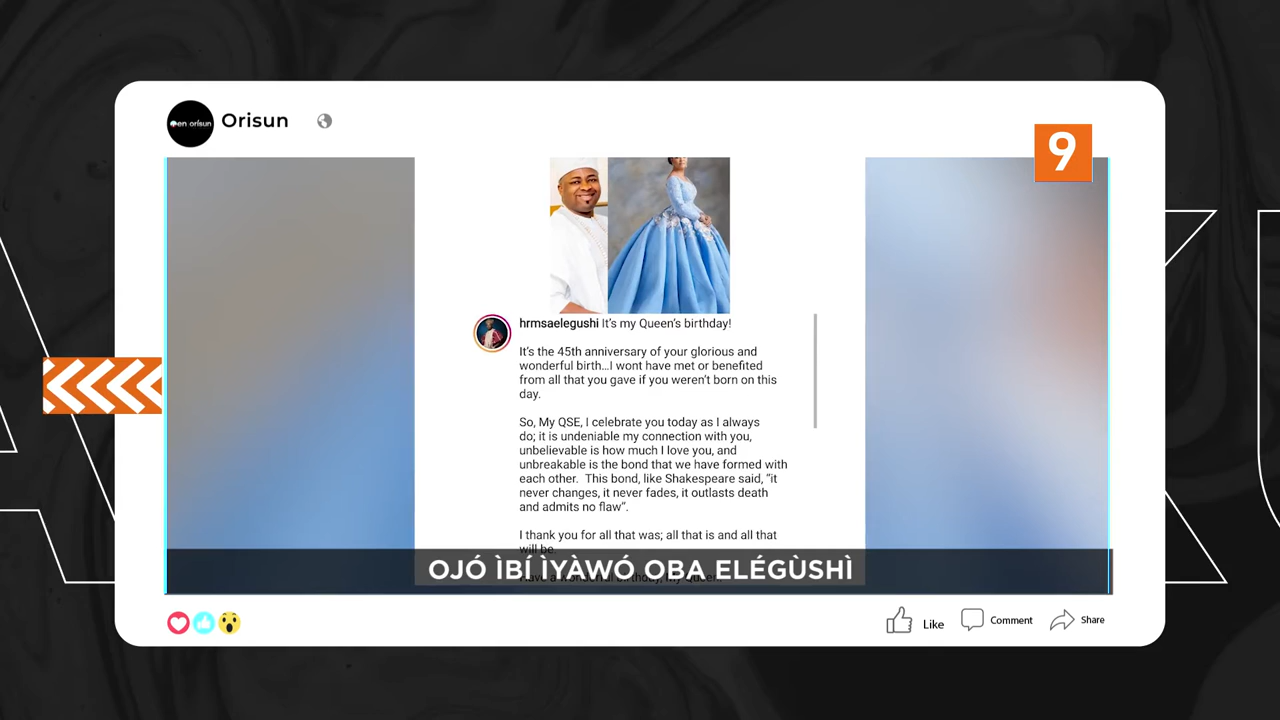 en orísun
Orisun
9
hrmsaelegushi It's my Queen's birthday!
It's the 45th anniversary of your glorious and
wonderful birth...I wont have met or benefited
from all that you gave if you weren't born on this
day.
So, My QSE, I celebrate you today as I always
do; it is undeniable my connection with you,
unbelievable is how much I love you, and
unbreakable is the bond that we have formed with
each other. This bond, like Shakespeare said, “it
never changes, it never fades, it outlasts death
and admits no flaw”.
I thank you for all that was; all that is and all that
will be.
OJÓ ÌBÍ ÌYÀWÓ OBA ELÉGÙSHÌ
Like
Comment
Share